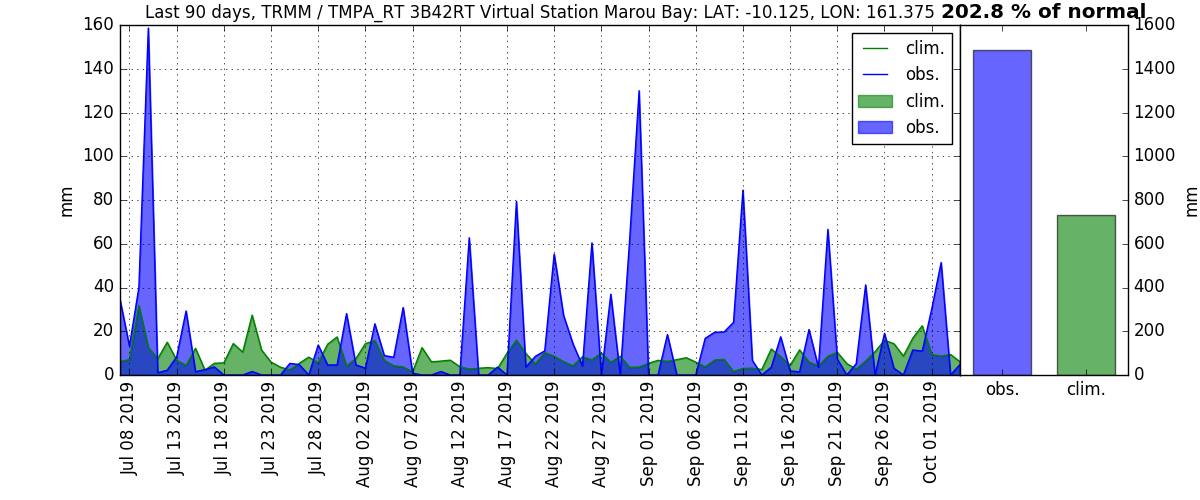 Last 90 days, TRMM / TMPA_RT 3B42RT Virtual Station Marou Bay: LAT: -10.125, LON: 161.375 202.8 % of normal
160
140
120
100
80
60
40
20
0
mm
clim.
obs.
clim.
obs.
Jul 08 2019
Jul 13 2019
Jul 18 2019
Jul 23 2019
Jul 28 2019
Aug 02 2019
Aug 07 2019
Aug 12 2019
Aug 17 2019
Aug 22 2019
Aug 27 2019
Sep 01 2019
Sep 06 2019
Sep 11 2019
Sep 16 2019
Sep 21 2019
Sep 26 2019
Oct 01 2019
1600
1400
1200
1000
800
600
400
200
0
mm
obs.
clim.